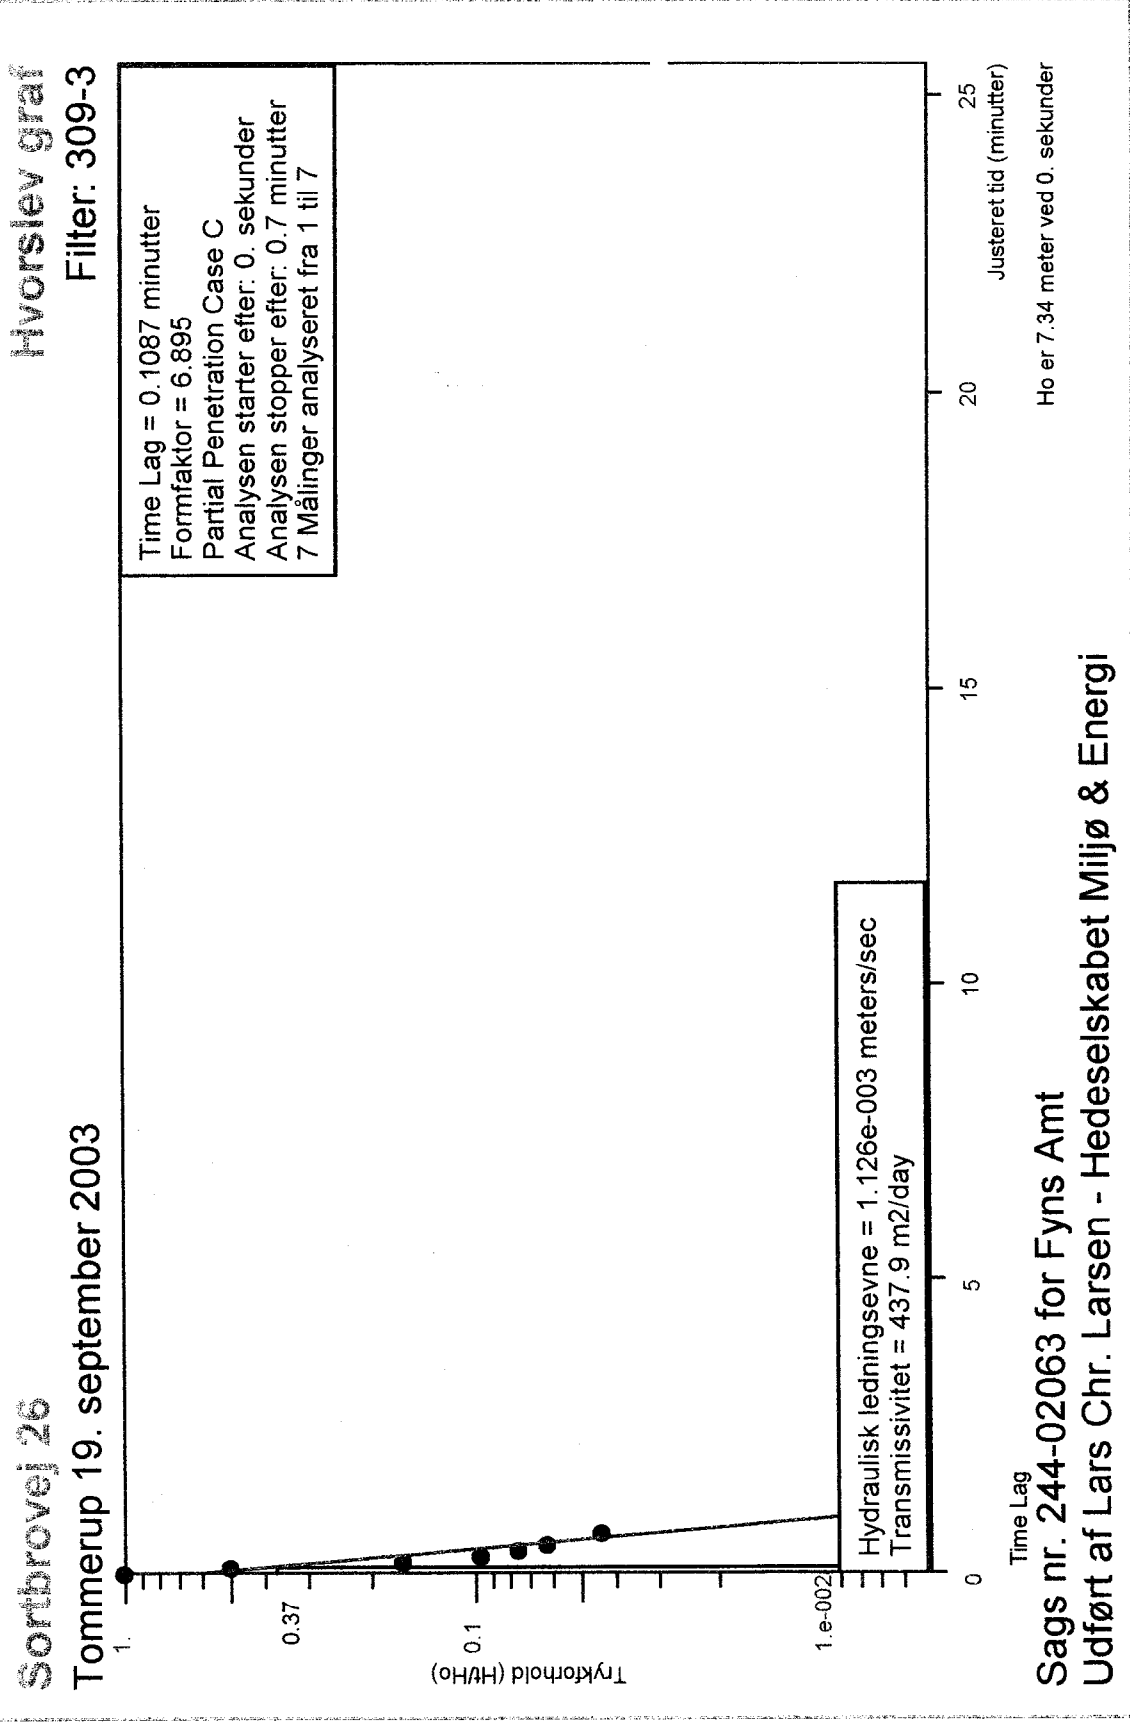 Sortbrovej 26
Hvorslev graf
Tommerup 19. september 2003
Filter: 309-3
Time Lag = 0.1087 minutter
Formfaktor = 6.895
Partial Penetration Case C
Analysen starter efter: 0. sekunder
Analysen stopper efter: 0.7 minutter
7 Målinger analyseret fra 1 til 7
1.
0.37
0.1
1.e-002
Trykforhold (Ht/Ho)
Hydraulisk ledningsevne = 1.126e-003 meters/sec
Transmissivitet = 437.9 m2/day
0 5 10 15 20 25
Justeret tid (minutter)
Time Lag
Ho er 7.34 meter ved 0. sekunder
Sags nr. 244-02063 for Fyns Amt
Udført af Lars Chr. Larsen - Hedeselskabet Miljø & Energi